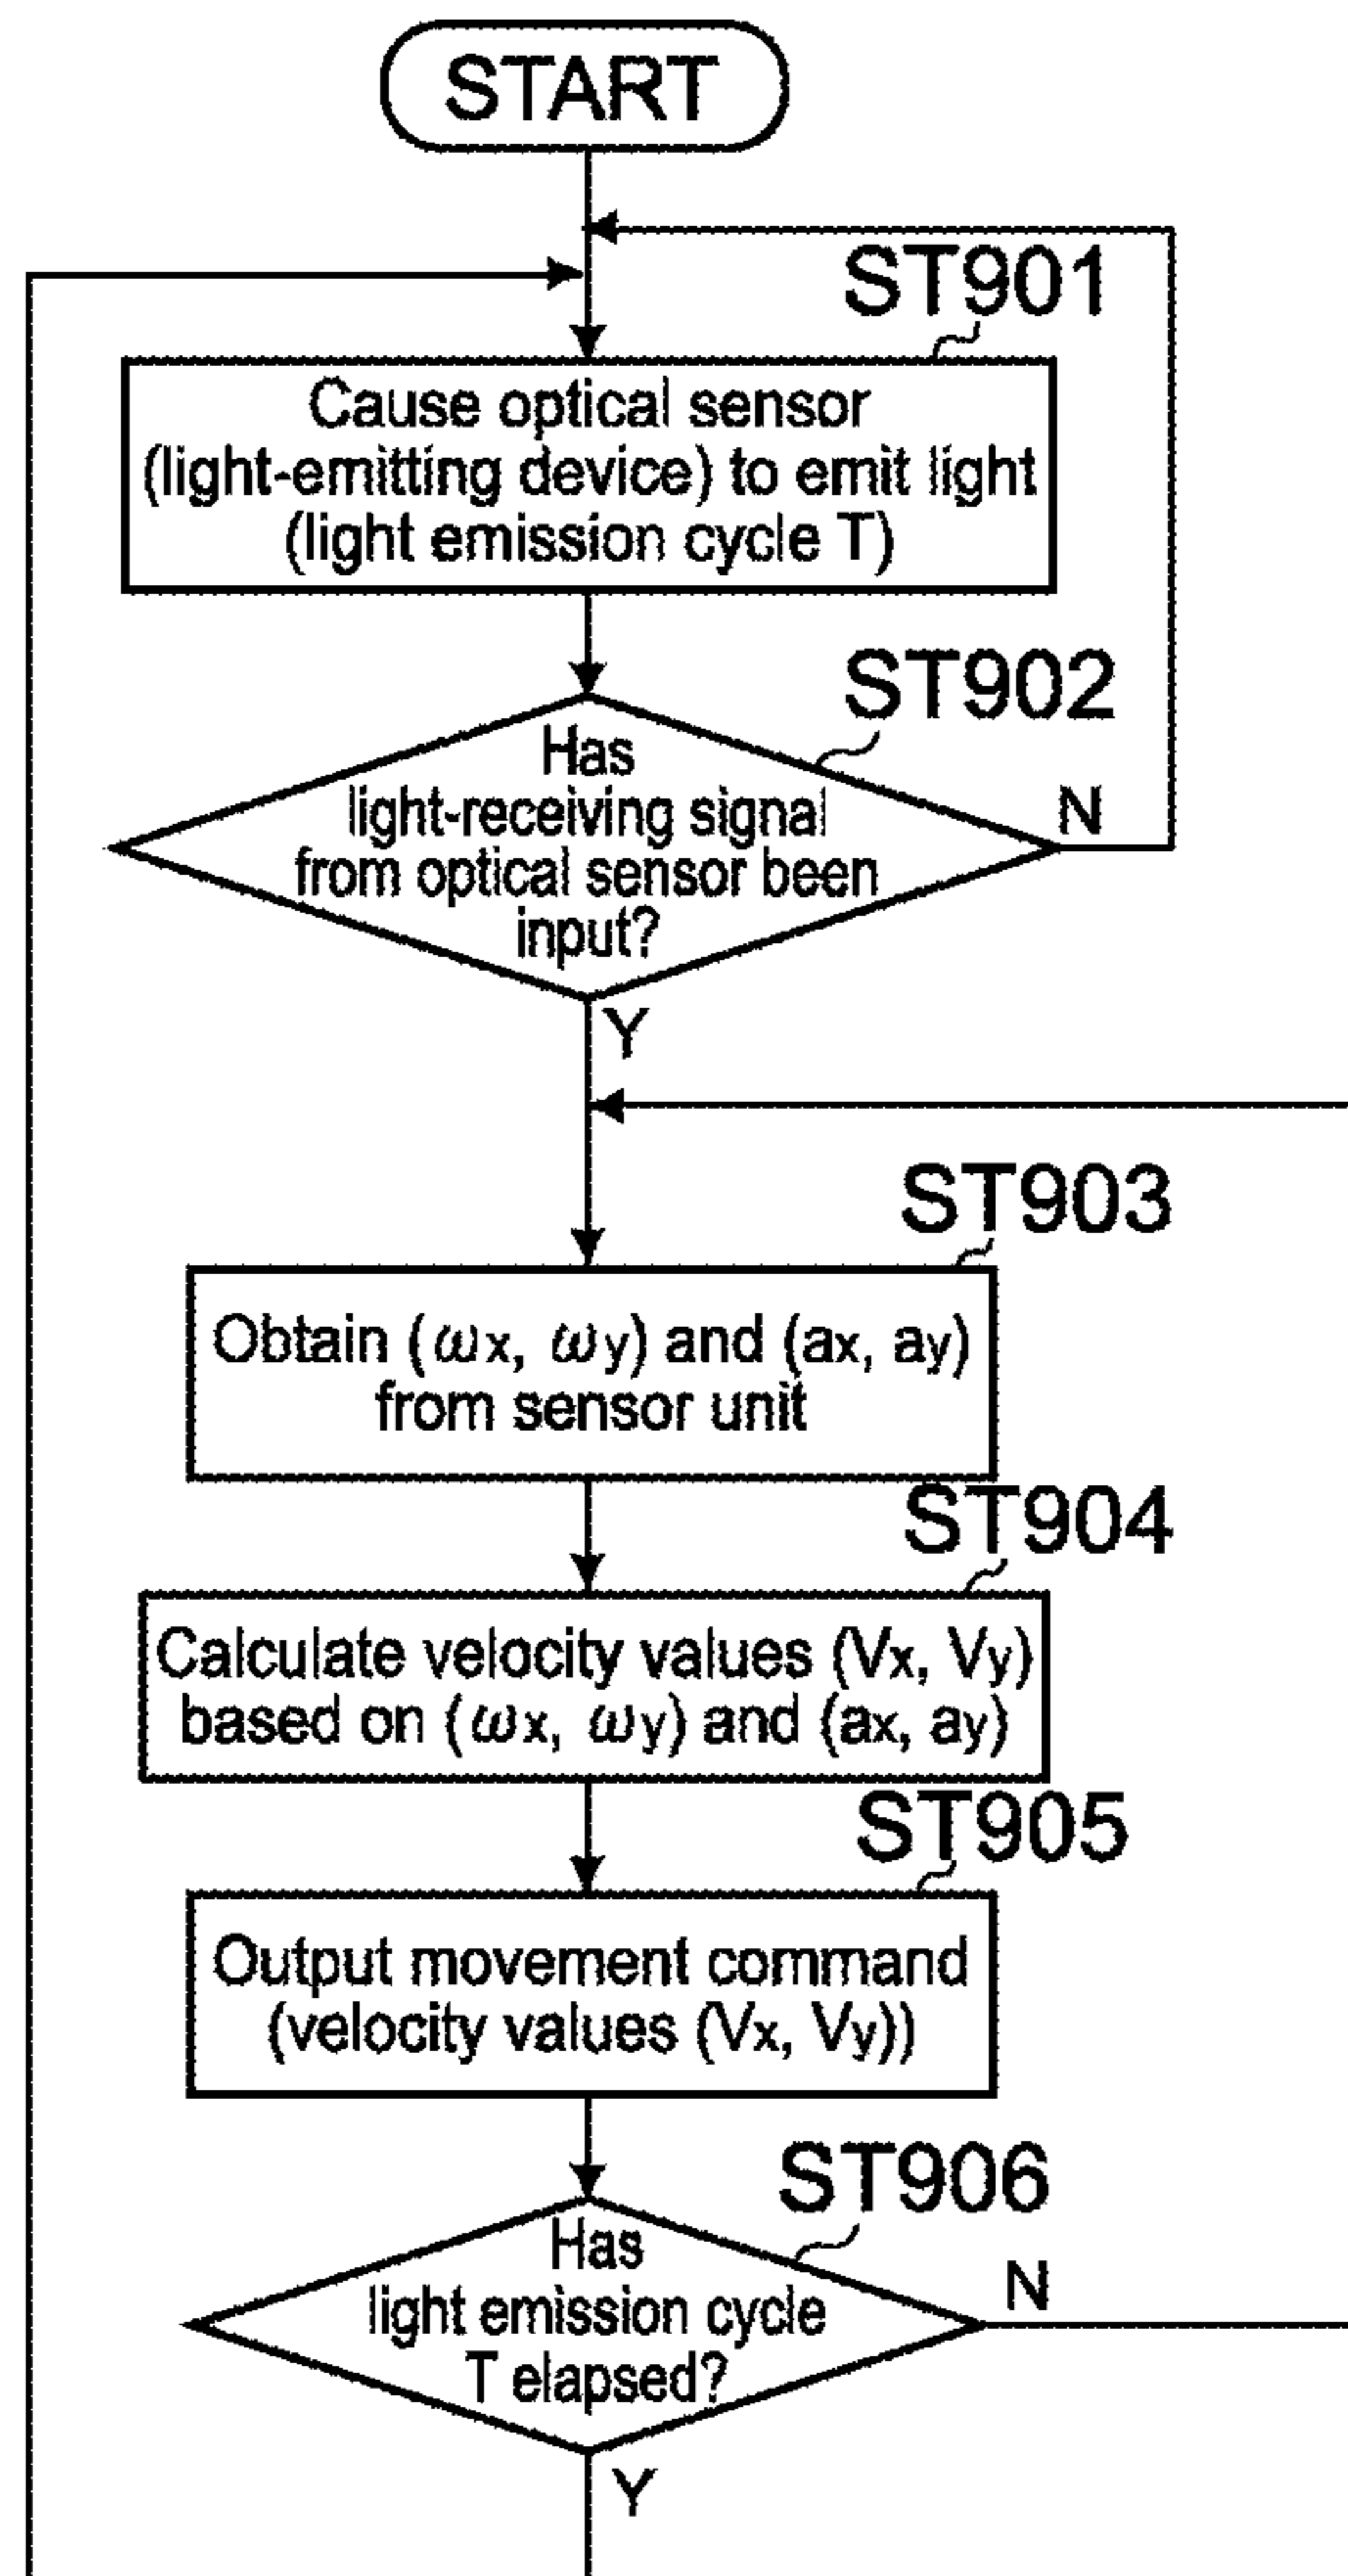 START
ST901
Cause optical sensor
(light-emitting device) to emit light
(light emission cycle T)
ST902
Has
light-receiving signal
from optical sensor been
input?
N
Y
ST903
Obtain (ωx, ωy) and (ax, ay)
from sensor unit
ST904
Calculate velocity values (Vx, Vy)
based on (ωx, ωy) and (ax, ay)
ST905
Output movement command
(velocity values (Vx, Vy))
ST906
Has
light emission cycle
T elapsed?
N
Y